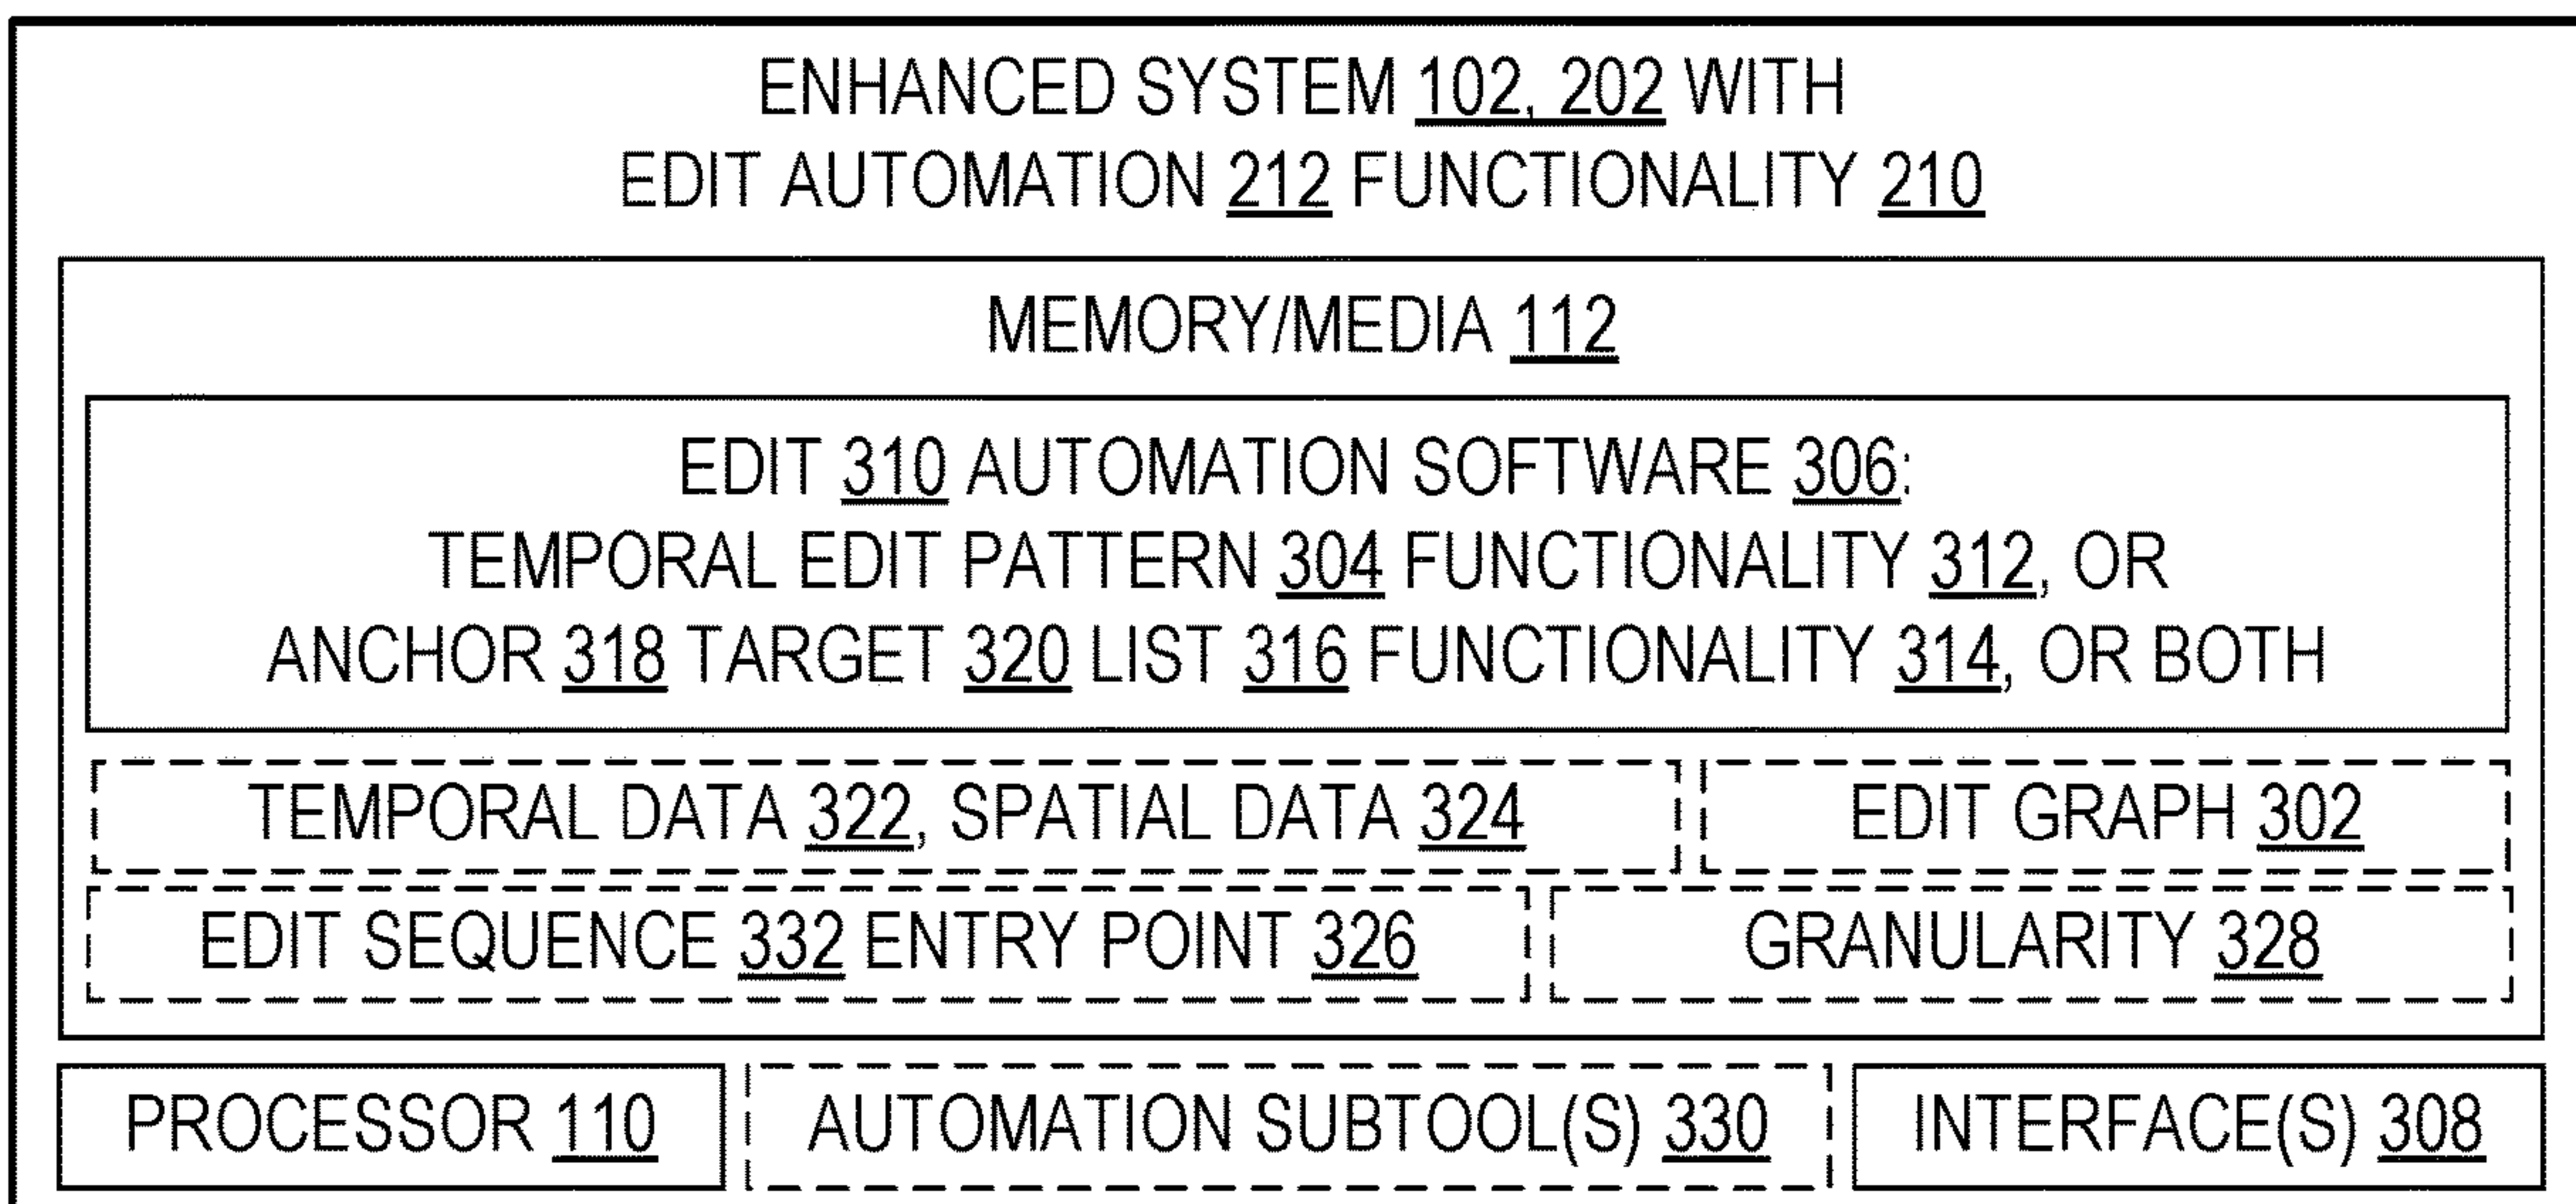 ENHANCED SYSTEM 102, 202 WITH
EDIT AUTOMATION 212 FUNCTIONALITY 210
MEMORY/MEDIA 112
EDIT 310 AUTOMATION SOFTWARE 306:
TEMPORAL EDIT PATTERN 304 FUNCTIONALITY 312, OR
ANCHOR 318 TARGET 320 LIST 316 FUNCTIONALITY 314, OR BOTH
TEMPORAL DATA 322, SPATIAL DATA 324
EDIT GRAPH 302
EDIT SEQUENCE 332 ENTRY POINT 326
GRANULARITY 328
PROCESSOR 110
AUTOMATION SUBTOOL(S) 330
INTERFACE(S) 308